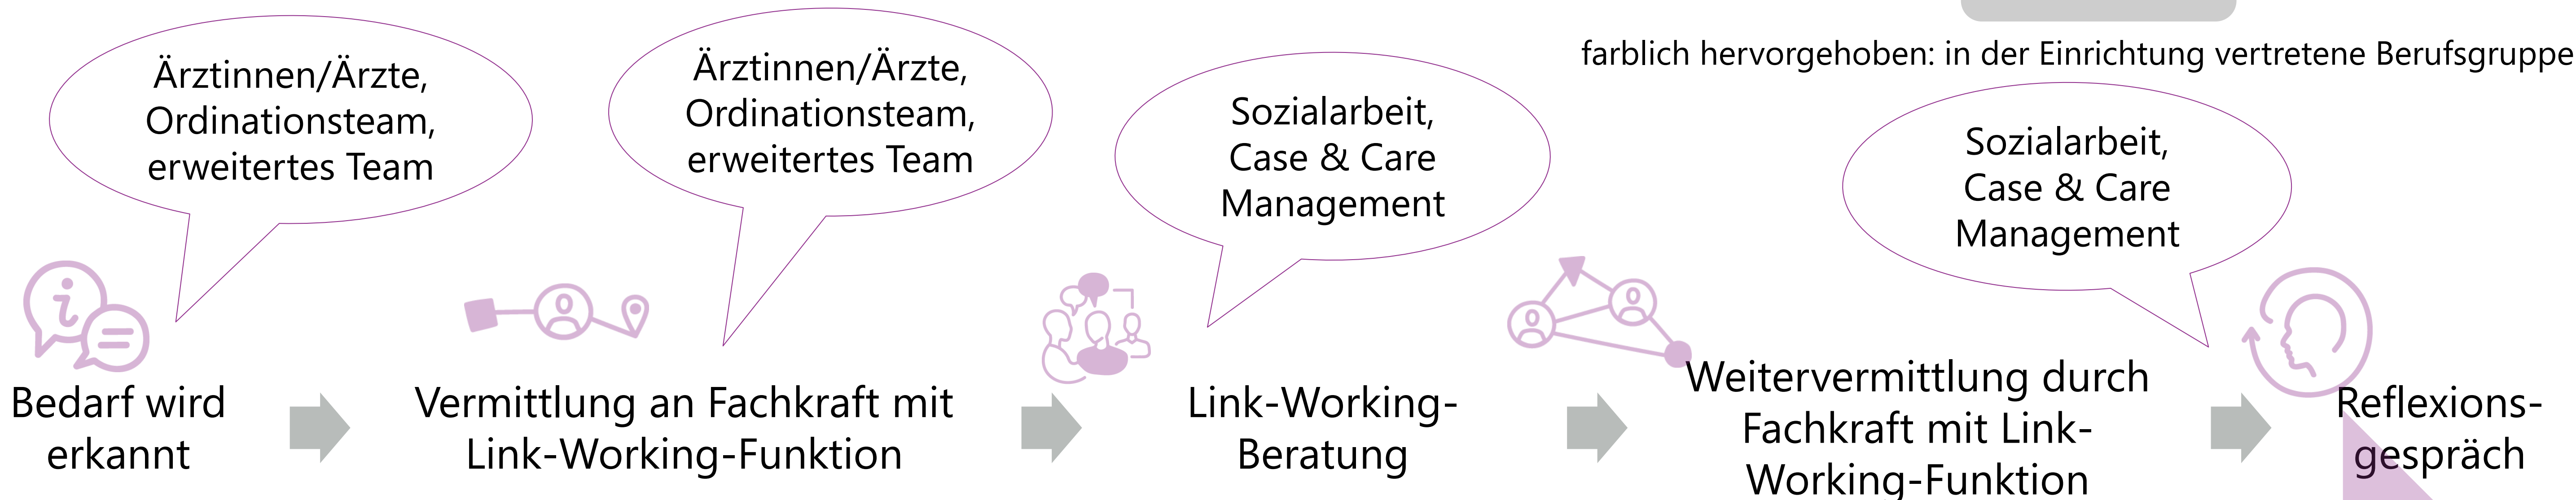 farblich hervorgehoben: in der Einrichtung vertretene Berufsgruppe
Ärztinnen/Ärzte,
Ordinationsteam,
erweitertes Team
Ärztinnen/Ärzte,
Ordinationsteam,
erweitertes Team
Sozialarbeit,
Case & Care
Management
Sozialarbeit,
Case & Care
Management
Bedarf wird
erkannt
Vermittlung an Fachkraft mit
Link-Working-Funktion
Link-Working-
Beratung
Weitervermittlung durch
Fachkraft mit Link-
Working-Funktion
Reflexions-
gespräch